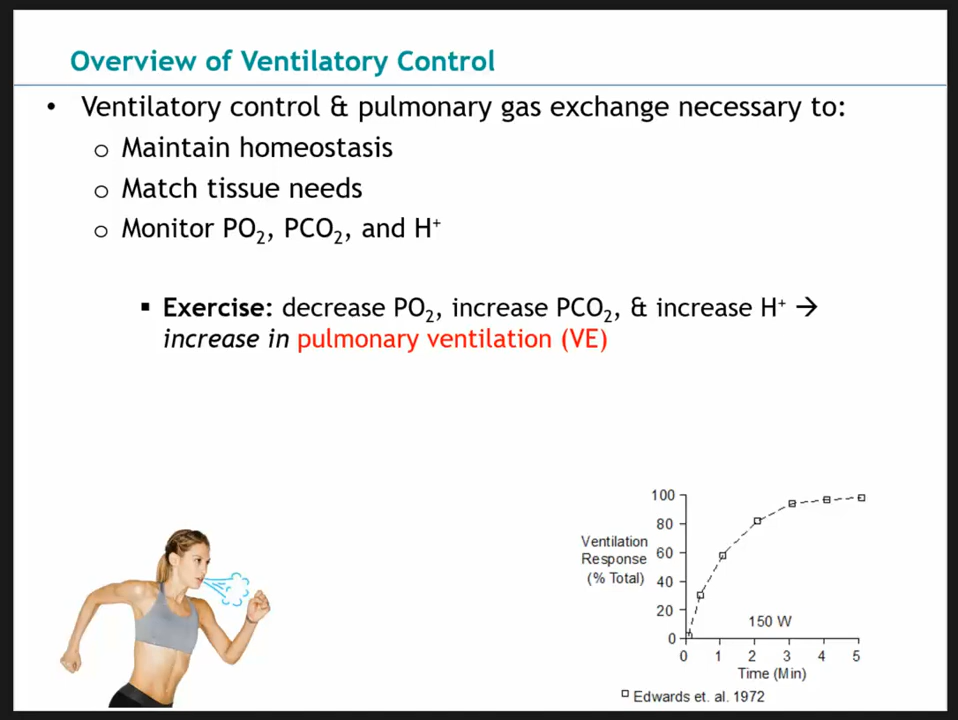 Overview of Ventilatory Control
• Ventilatory control & pulmonary gas exchange necessary to:
o Maintain homeostasis
o Match tissue needs
o Monitor PO₂, PCO₂, and H⁺
▪ Exercise: decrease PO₂, increase PCO₂, & increase H⁺ →
increase in pulmonary ventilation (VE)
100
80
60
40
20
0
Ventilation
Response
(% Total)
150 W
0 1 2 3 4 5
Time (Min)
Edwards et. al. 1972